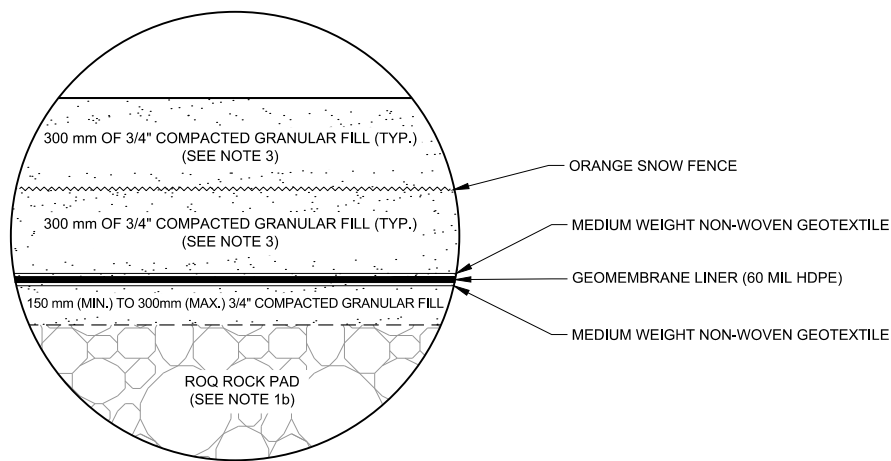 300 mm OF 3/4" COMPACTED GRANULAR FILL (TYP.)
(SEE NOTE 3)
ORANGE SNOW FENCE
300 mm OF 3/4" COMPACTED GRANULAR FILL (TYP.)
(SEE NOTE 3)
MEDIUM WEIGHT NON-WOVEN GEOTEXTILE
GEOMEMBRANE LINER (60 MIL HDPE)
150 mm (MIN.) TO 300mm (MAX.) 3/4" COMPACTED GRANULAR FILL
MEDIUM WEIGHT NON-WOVEN GEOTEXTILE
ROQ ROCK PAD
(SEE NOTE 1b)